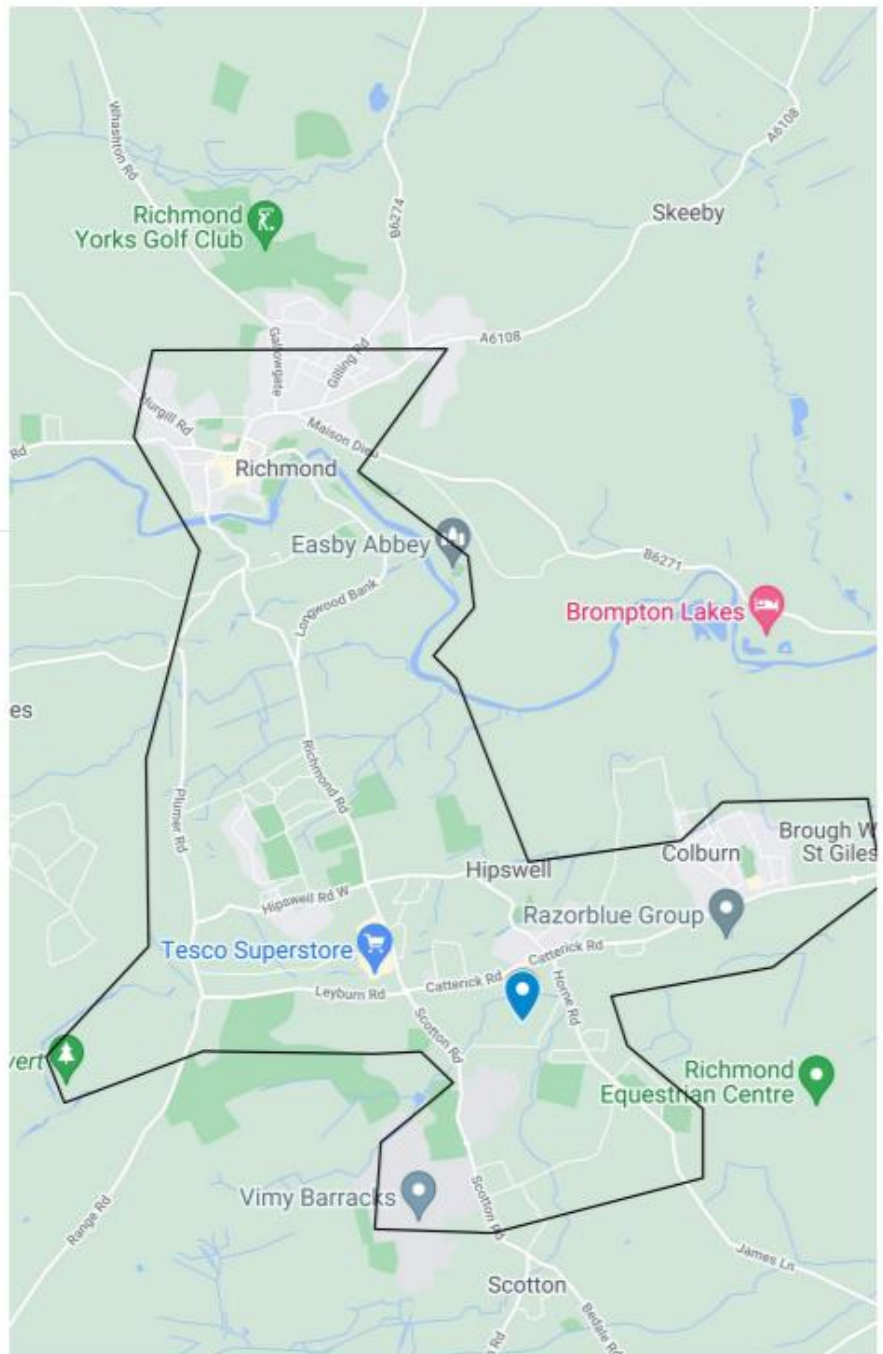 Whashton Rd
A6108
Richmond
Yorks Golf Club
B6274
Skeeby
A6108
Gallowgate
Gilling Rd
Hurgill Rd
Maison Dieu
Rd
Richmond
Easby Abbey
B6271
Longwood Bank
Brompton Lakes
es
Richmond Rd
Plumer Rd
Brough W
St Giles
Colburn
Hipswell
Hipswell Rd W
Razorblue Group
Tesco Superstore
Catterick Rd
Catterick Rd
Leyburn Rd
Horne Rd
Scotton Rd
vert
Richmond
Equestrian Centre
Vimy Barracks
Scotton Rd
Range Rd
James Ln
Scotton
Bedale Rd
Rd